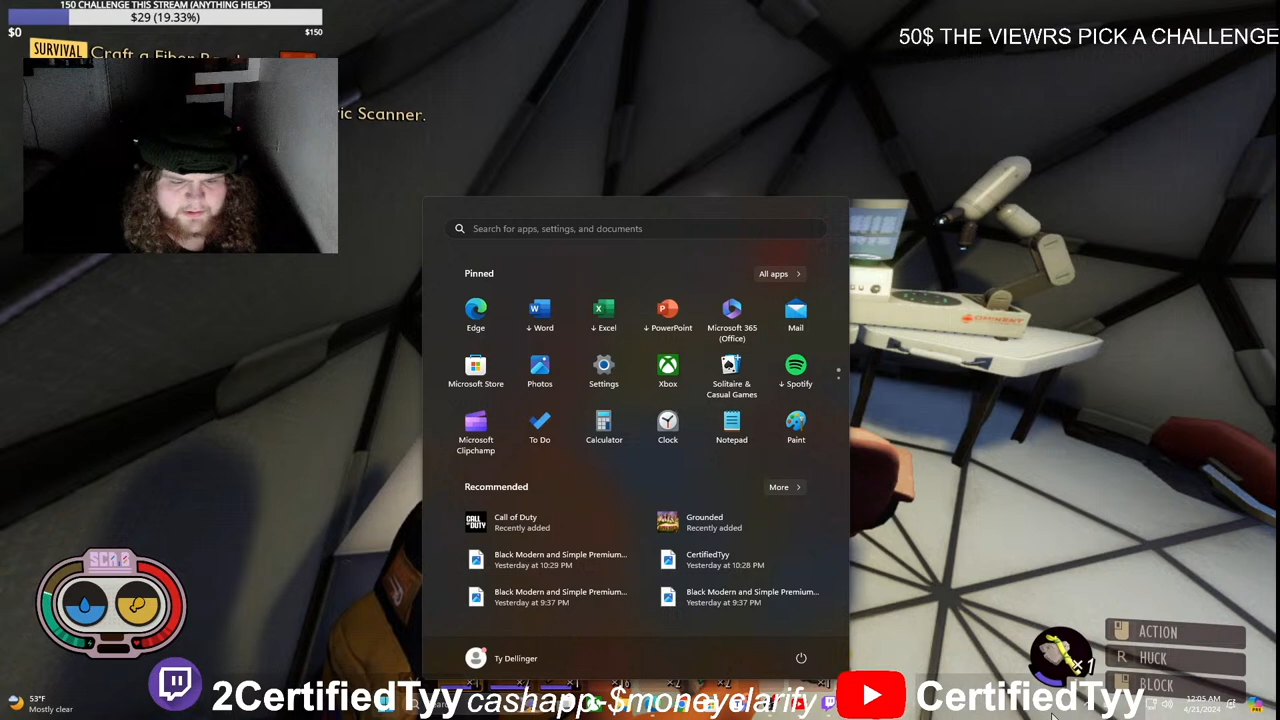 150 CHALLENGE THIS STREAM (ANYTHING HELPS)
$29 (19.33%)
$0
$150
50$ THE VIEWRS PICK A CHALLENGE
SURVIVAL
Craft a Fiber
ric Scanner.
Search for apps, settings, and documents
Pinned
All apps
Edge
Word
Excel
PowerPoint
Microsoft 365 (Office)
Mail
Microsoft Store
Photos
Settings
Xbox
Solitaire & Casual Games
Spotify
Microsoft Clipchamp
To Do
Calculator
Clock
Notepad
Paint
Recommended
More
Call of Duty
Recently added
Grounded
Recently added
Black Modern and Simple Premium...
Yesterday at 10:29 PM
CertifiedTyy
Yesterday at 10:28 PM
Black Modern and Simple Premium...
Yesterday at 9:37 PM
Black Modern and Simple Premium...
Yesterday at 9:37 PM
Ty Dellinger
SCA.B
OMINENT
×1
ACTION
R HUCK
BLOCK
53°F
Mostly clear
2CertifiedTyy
cashapp $moneyclarify
CertifiedTyy
12:05 AM
4/21/2024